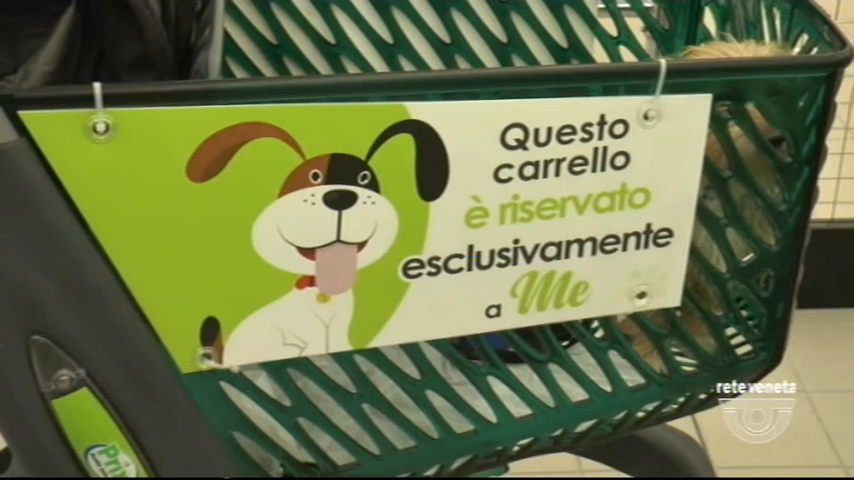 Questo
carrello
è riservato
esclusivamente
a Me
reteveneta